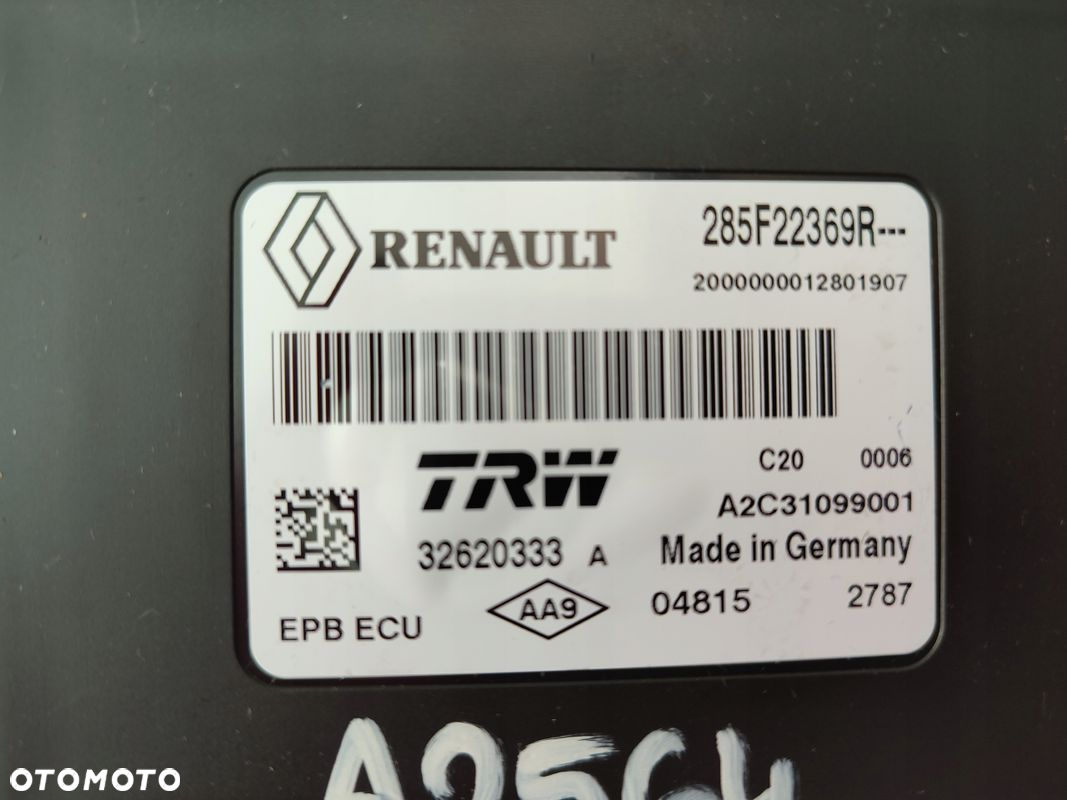 RENAULT
285F22369R---
2000000012801907
TRW
C20 0006
A2C31099001
32620333 A
Made in Germany
AA9
04815 2787
EPB ECU
OTOMOTO